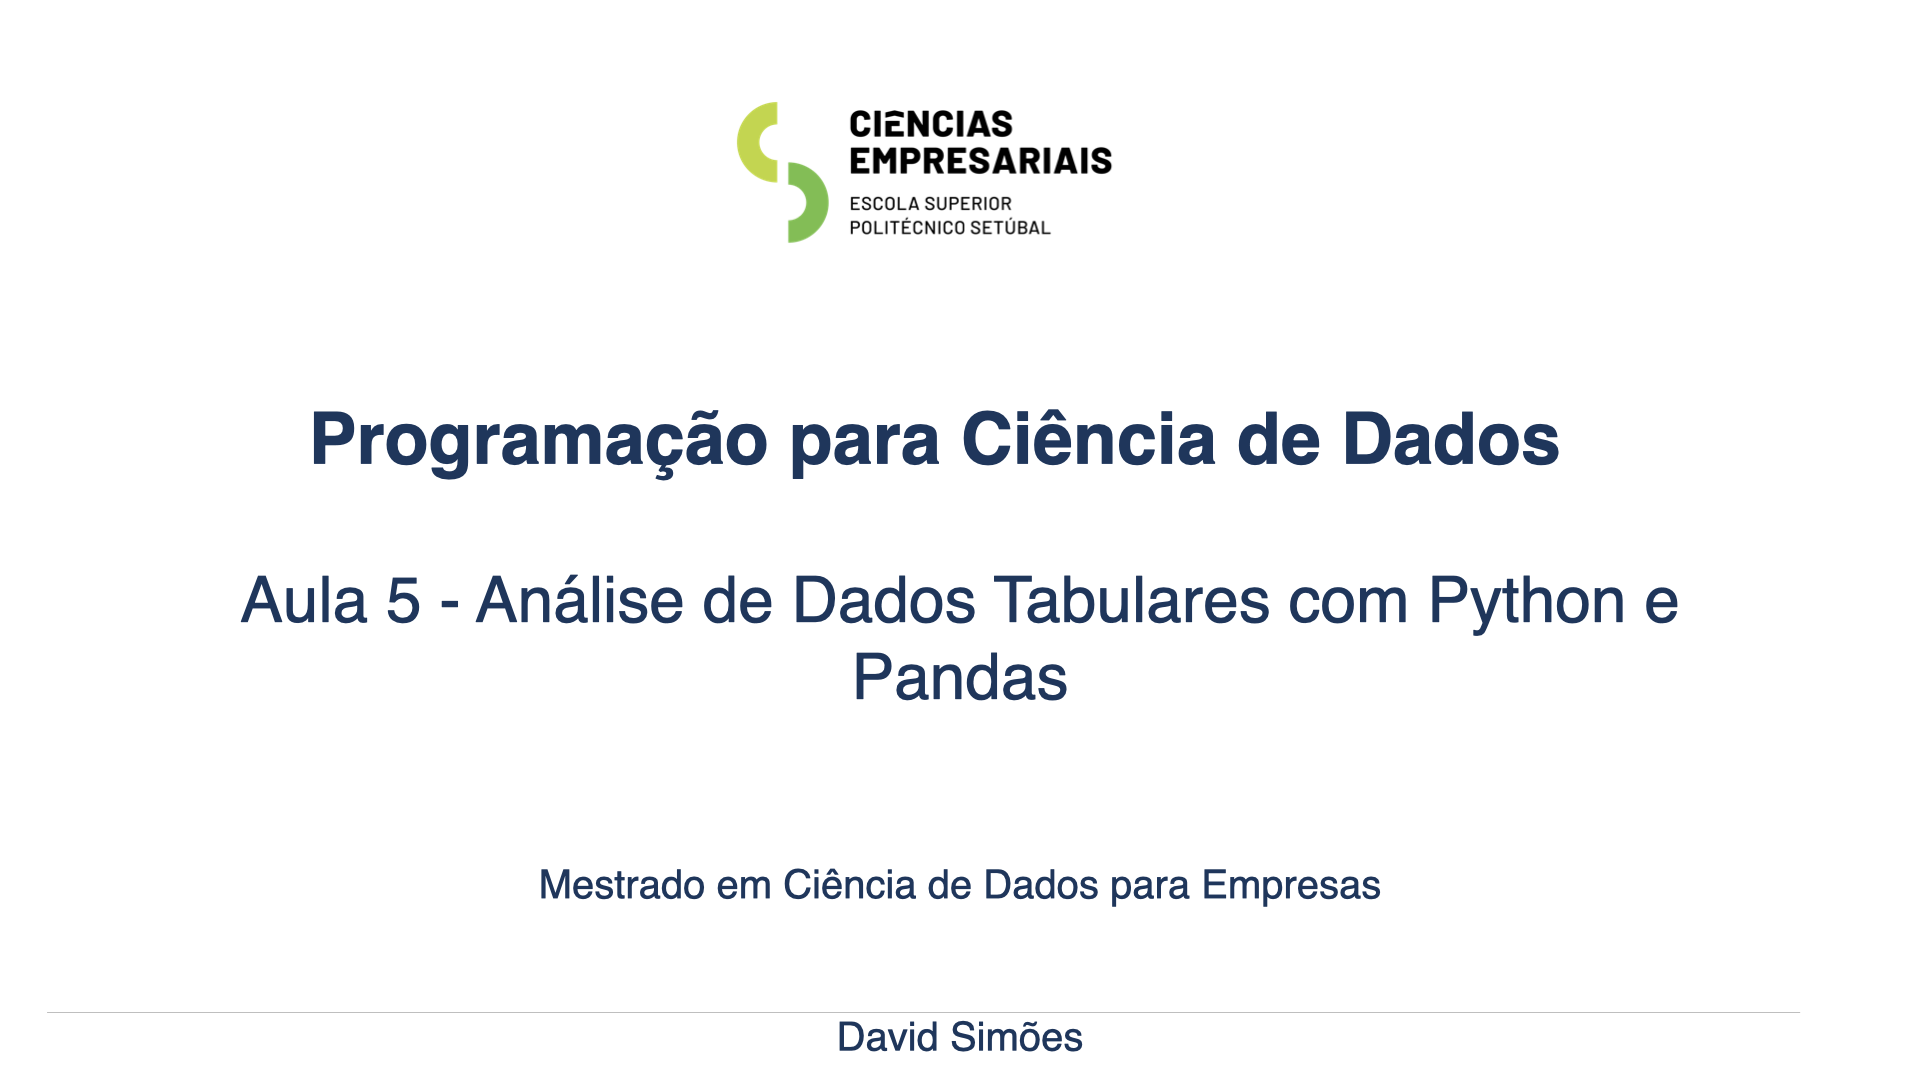 CIÊNCIAS
EMPRESARIAIS
ESCOLA SUPERIOR
POLITÉCNICO SETÚBAL
Programação para Ciência de Dados
Aula 5 - Análise de Dados Tabulares com Python e
Pandas
Mestrado em Ciência de Dados para Empresas
David Simões